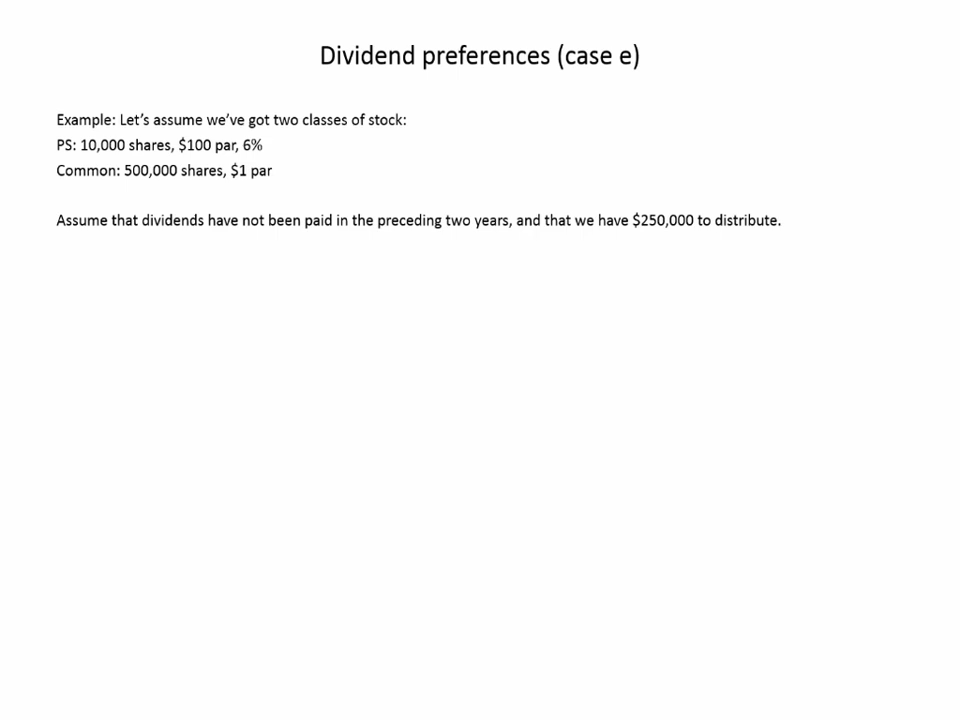 Dividend preferences (case e)
Example: Let’s assume we’ve got two classes of stock:
PS: 10,000 shares, $100 par, 6%
Common: 500,000 shares, $1 par
Assume that dividends have not been paid in the preceding two years, and that we have $250,000 to distribute.